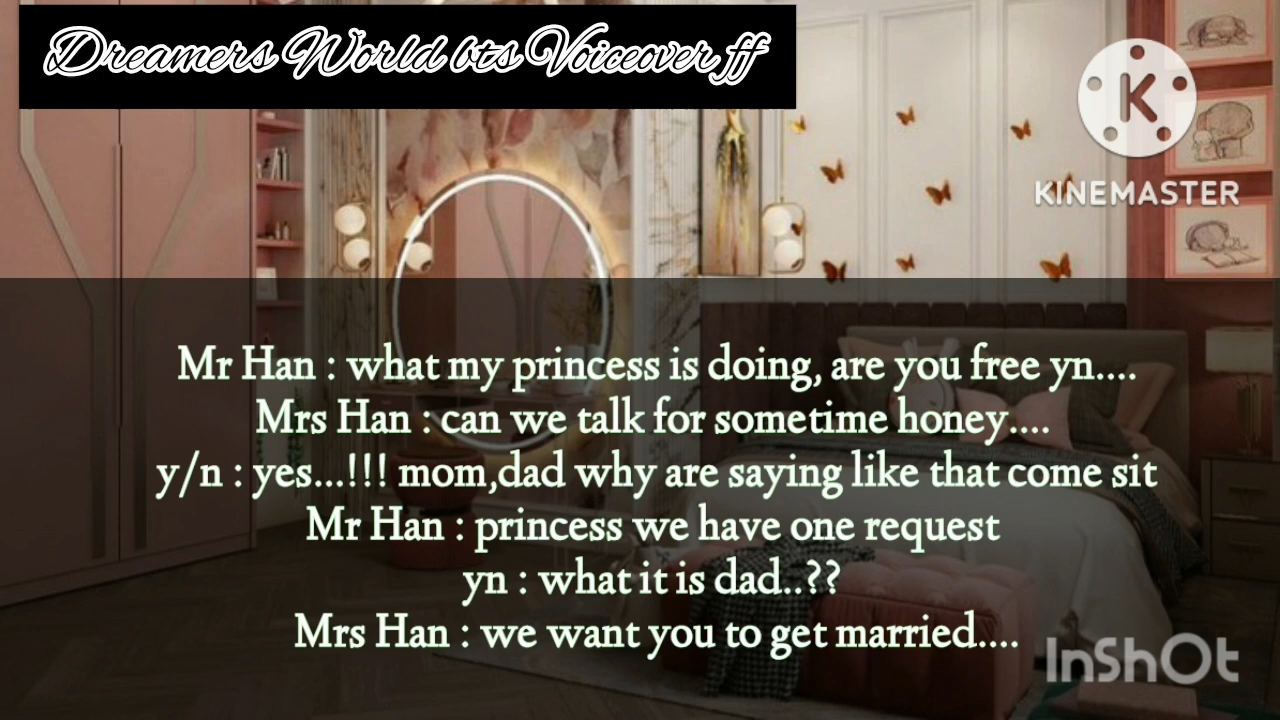 Dreamers World bts Voiceover ff
K
KINEMASTER
Mr Han : what my princess is doing, are you free yn....
Mrs Han : can we talk for sometime honey....
y/n : yes...!!! mom,dad why are saying like that come sit
Mr Han : princess we have one request
yn : what it is dad..??
Mrs Han : we want you to get married....
InShOt